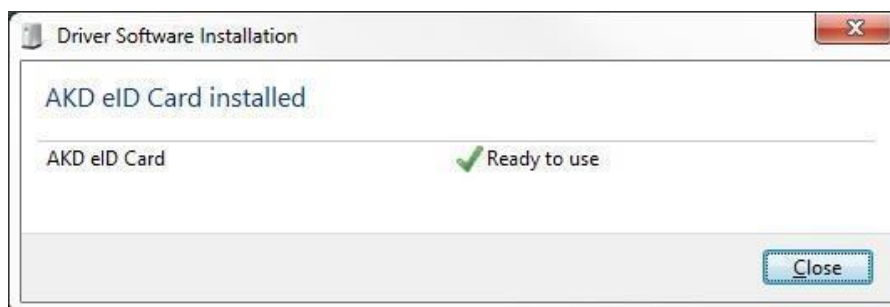 Driver Software Installation
AKD eID Card installed
AKD eID Card Ready to use
Close